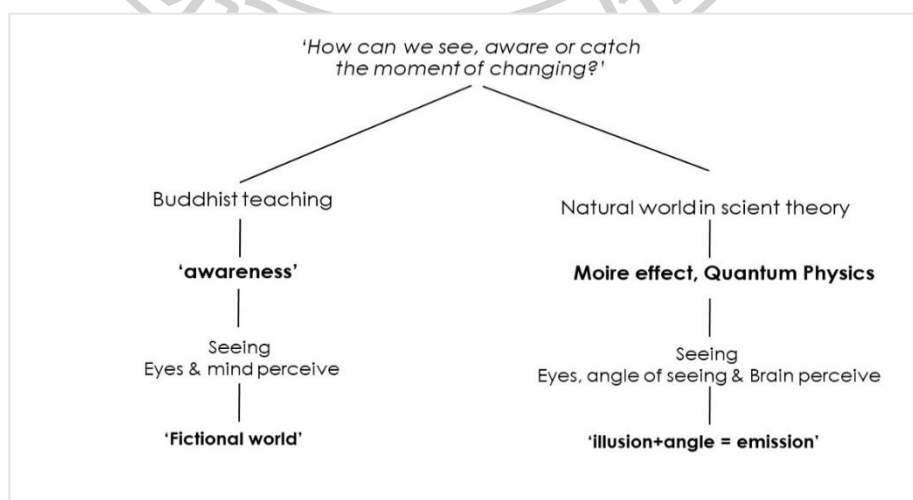 'How can we see, aware or catch
the moment of changing?'
Buddhist teaching
Natural world in scient theory
'awareness'
Moire effect, Quantum Physics
Seeing
Eyes & mind perceive
Seeing
Eyes, angle of seeing & Brain perceive
'Fictional world'
'illusion+angle = emission'